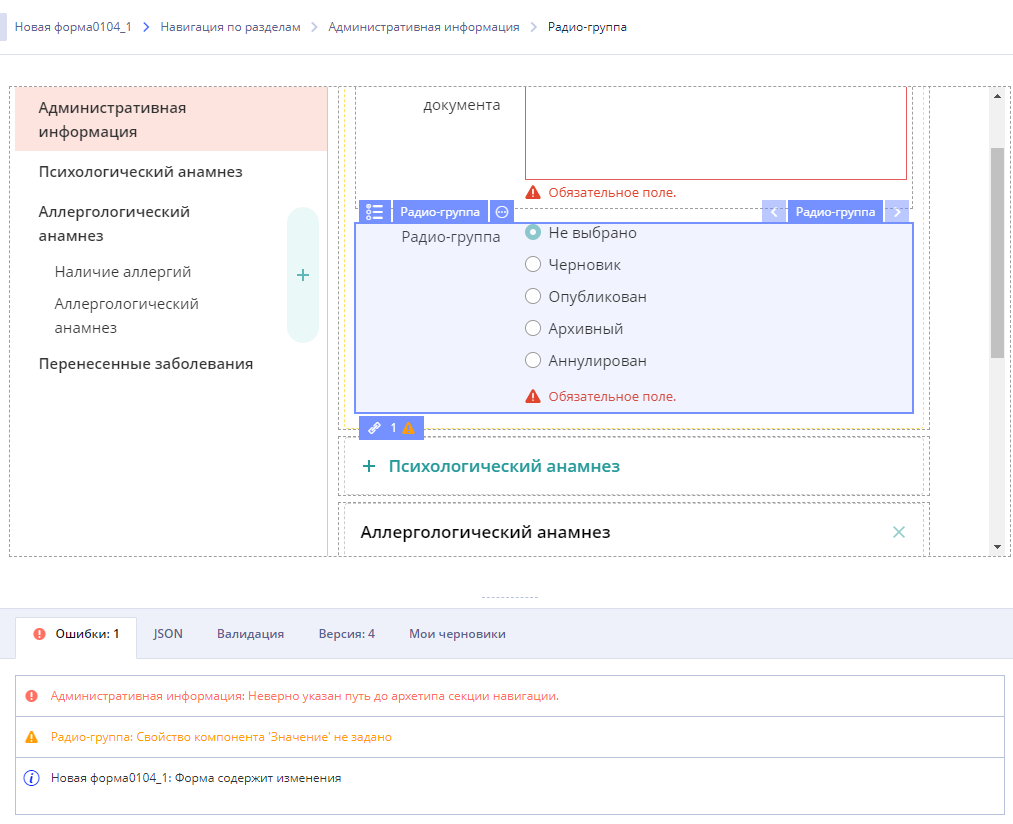 Новая форма0104_1 > Навигация по разделам > Административная информация > Радио-группа
Административная
информация
Психологический анамнез
Аллергологический
анамнез
Наличие аллергий
Аллергологический
анамнез
Перенесенные заболевания
+
документа
Обязательное поле.
Радио-группа
Радио-группа
Радио-группа
Не выбрано
Черновик
Опубликован
Архивный
Аннулирован
Обязательное поле.
1
+ Психологический анамнез
Аллергологический анамнез
Ошибки: 1 JSON Валидация Версия: 4 Мои черновики
Административная информация: Неверно указан путь до архетипа секции навигации.
Радио-группа: Свойство компонента 'Значение' не задано
Новая форма0104_1: Форма содержит изменения